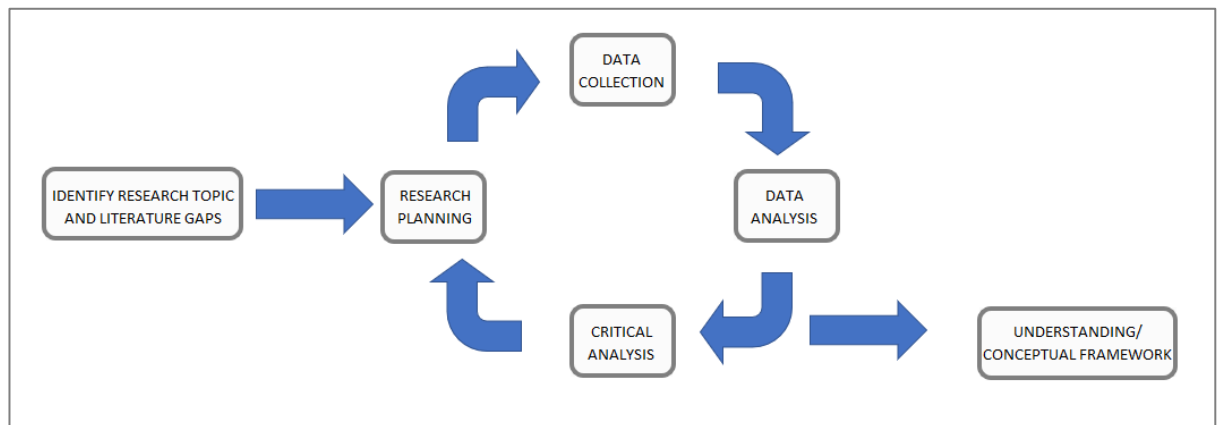 DATA
COLLECTION
IDENTIFY RESEARCH TOPIC
AND LITERATURE GAPS
RESEARCH
PLANNING
DATA
ANALYSIS
CRITICAL
ANALYSIS
UNDERSTANDING/
CONCEPTUAL FRAMEWORK